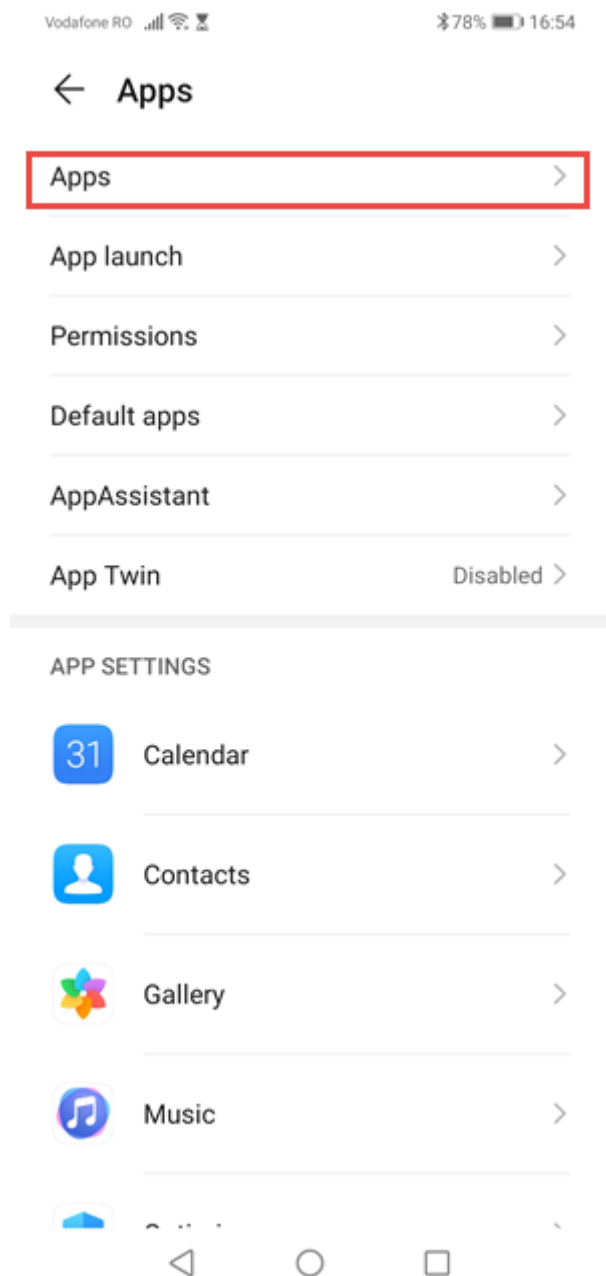 Vodafone RO 78% 16:54
Apps
Apps
App launch
Permissions
Default apps
AppAssistant
App Twin Disabled
APP SETTINGS
31 Calendar
Contacts
Gallery
Music